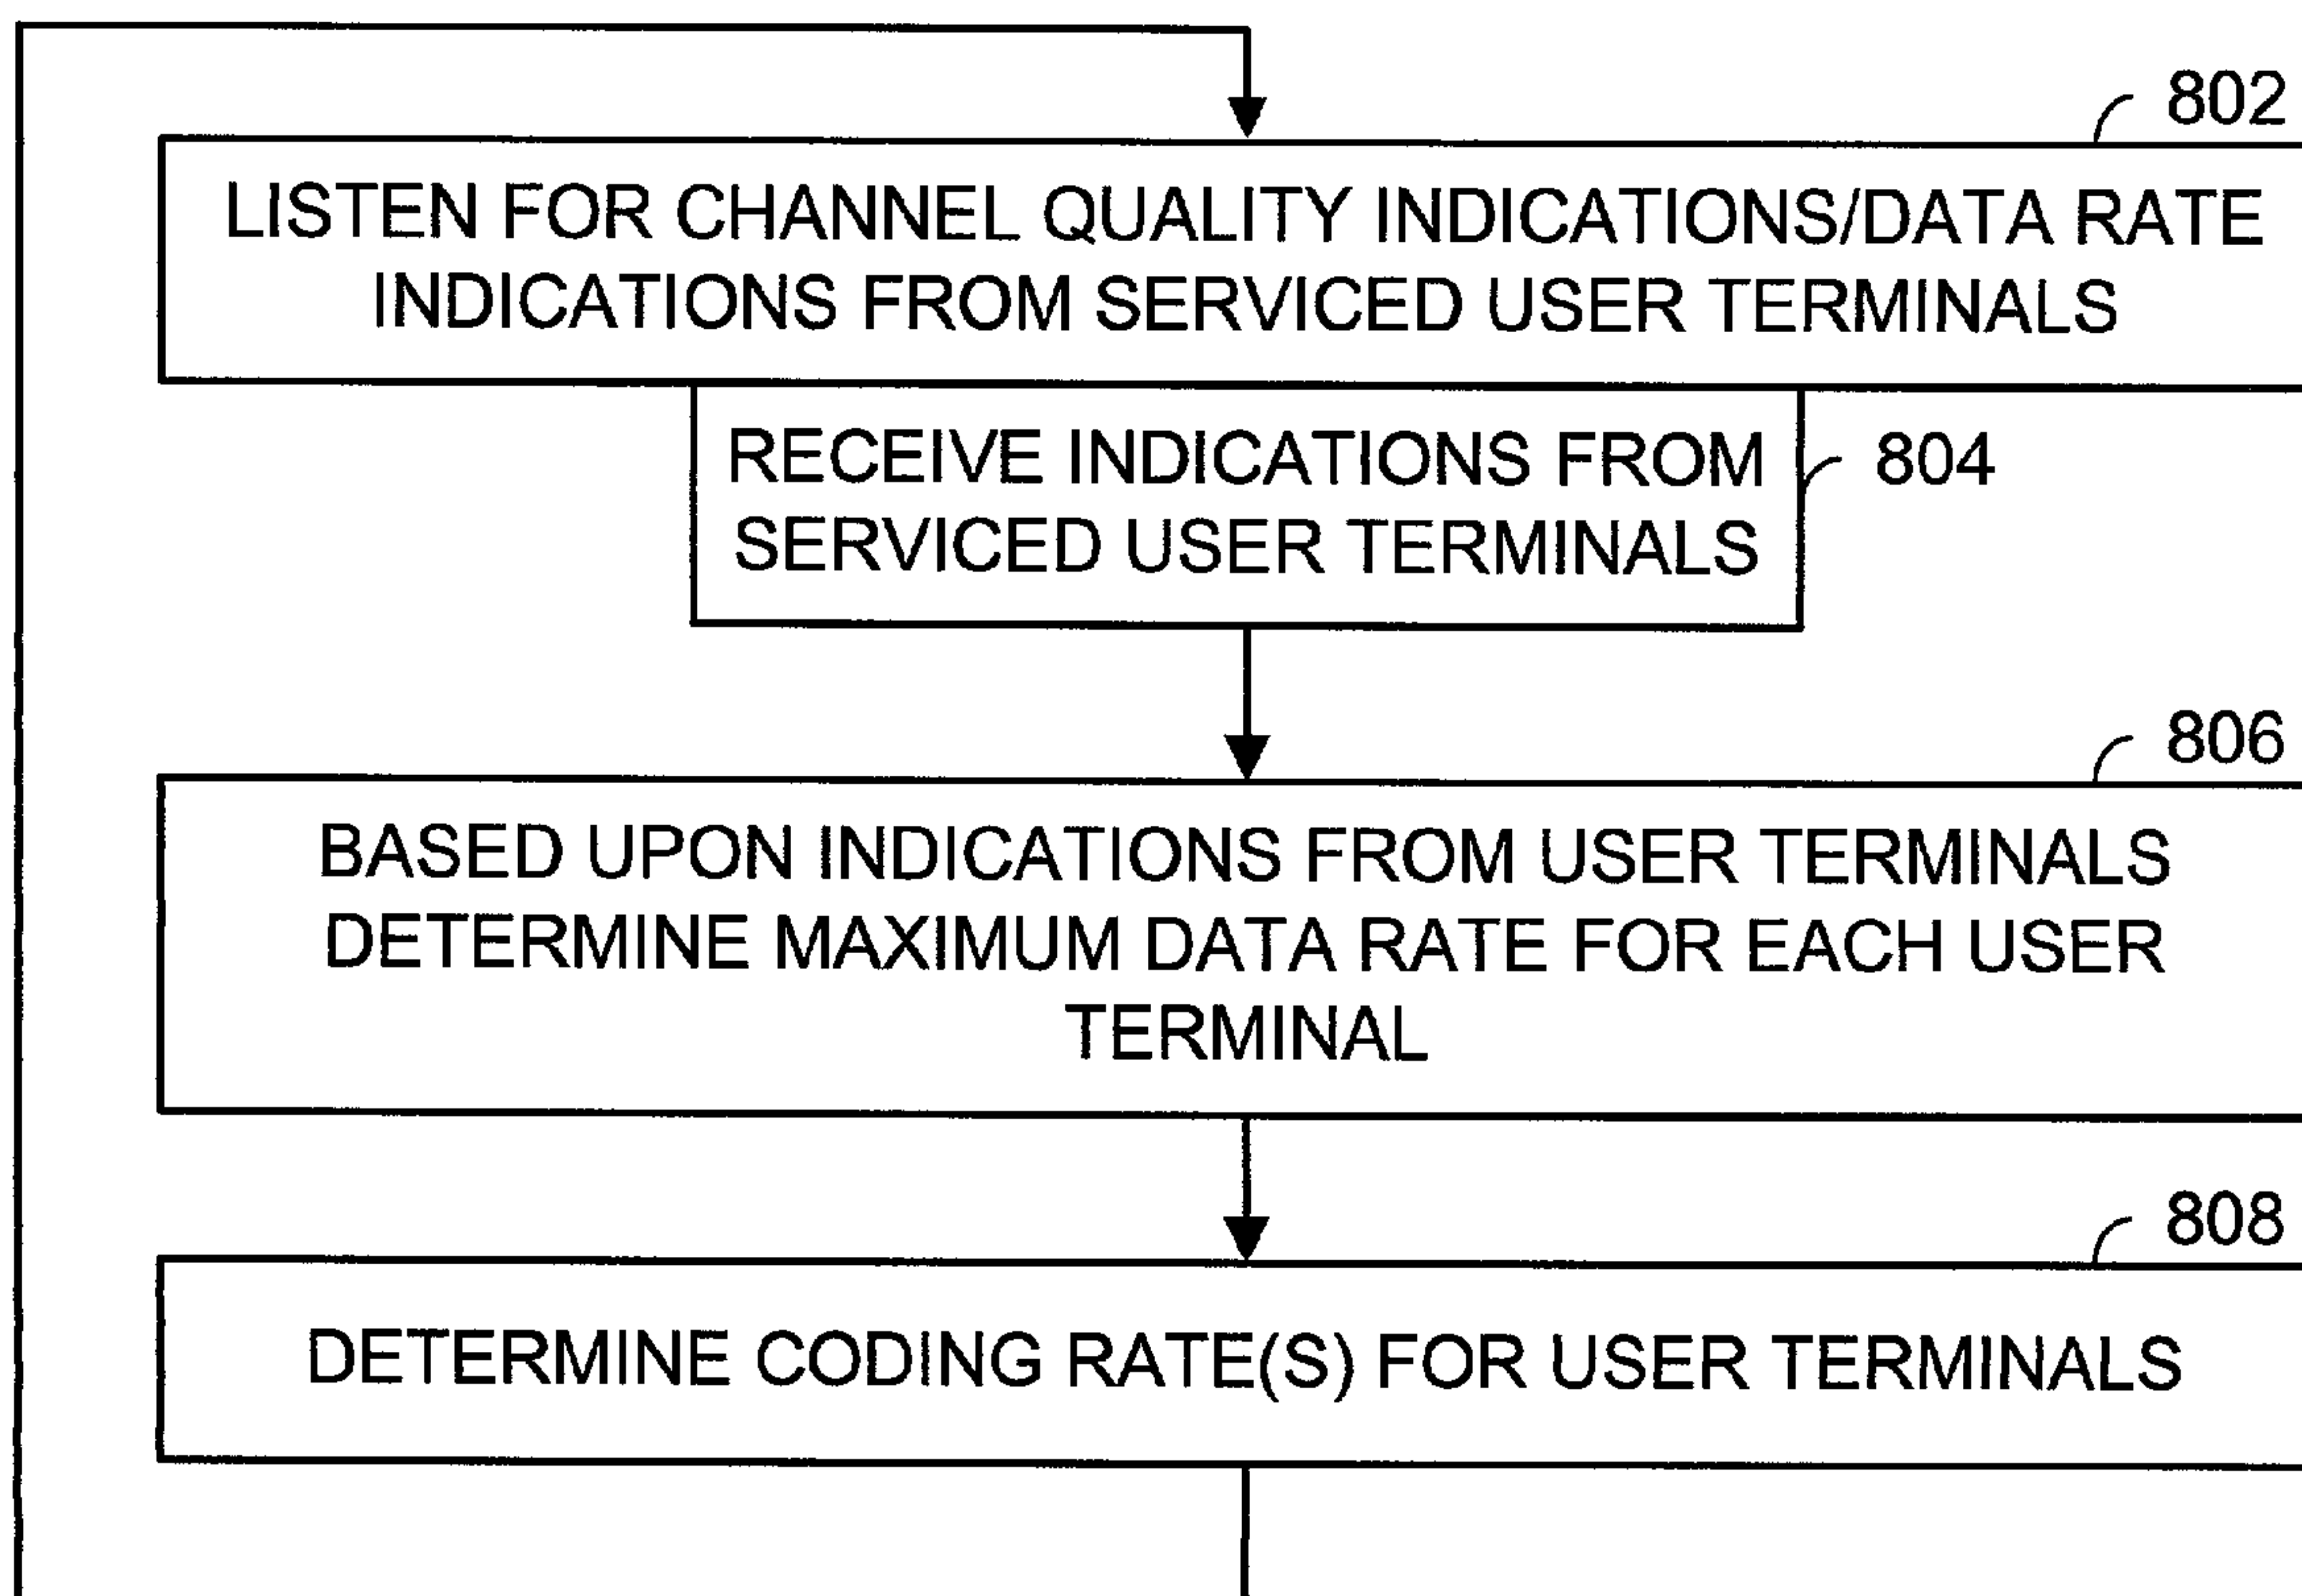 802
LISTEN FOR CHANNEL QUALITY INDICATIONS/DATA RATE
INDICATIONS FROM SERVICED USER TERMINALS
RECEIVE INDICATIONS FROM
SERVICED USER TERMINALS
804
806
BASED UPON INDICATIONS FROM USER TERMINALS
DETERMINE MAXIMUM DATA RATE FOR EACH USER
TERMINAL
808
DETERMINE CODING RATE(S) FOR USER TERMINALS